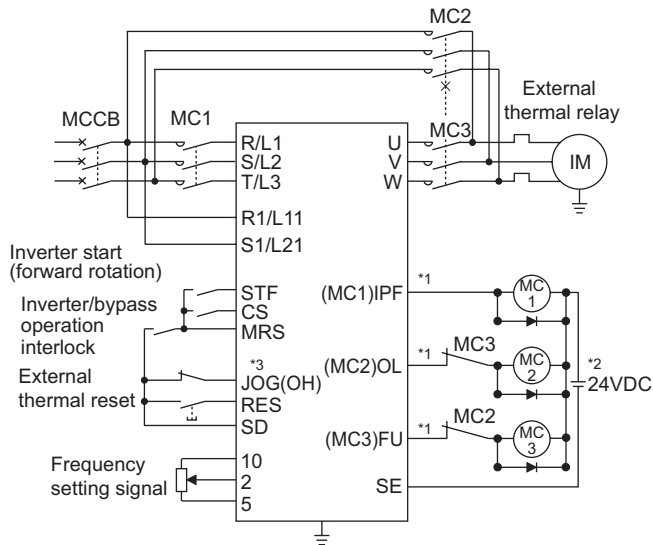 MC2
External
thermal relay
MCCB
MC1
MC3
R/L1
S/L2
T/L3
U
V
W
IM
R1/L11
S1/L21
Inverter start
(forward rotation)
Inverter/bypass
operation
interlock
STF
CS
MRS
(MC1)IPF
*1
MC
1
MC3
*2
24VDC
(MC2)OL
*1
MC
2
External
thermal reset
*3
JOG(OH)
RES
SD
MC2
(MC3)FU
*1
MC
3
Frequency
setting signal
10
2
5
SE